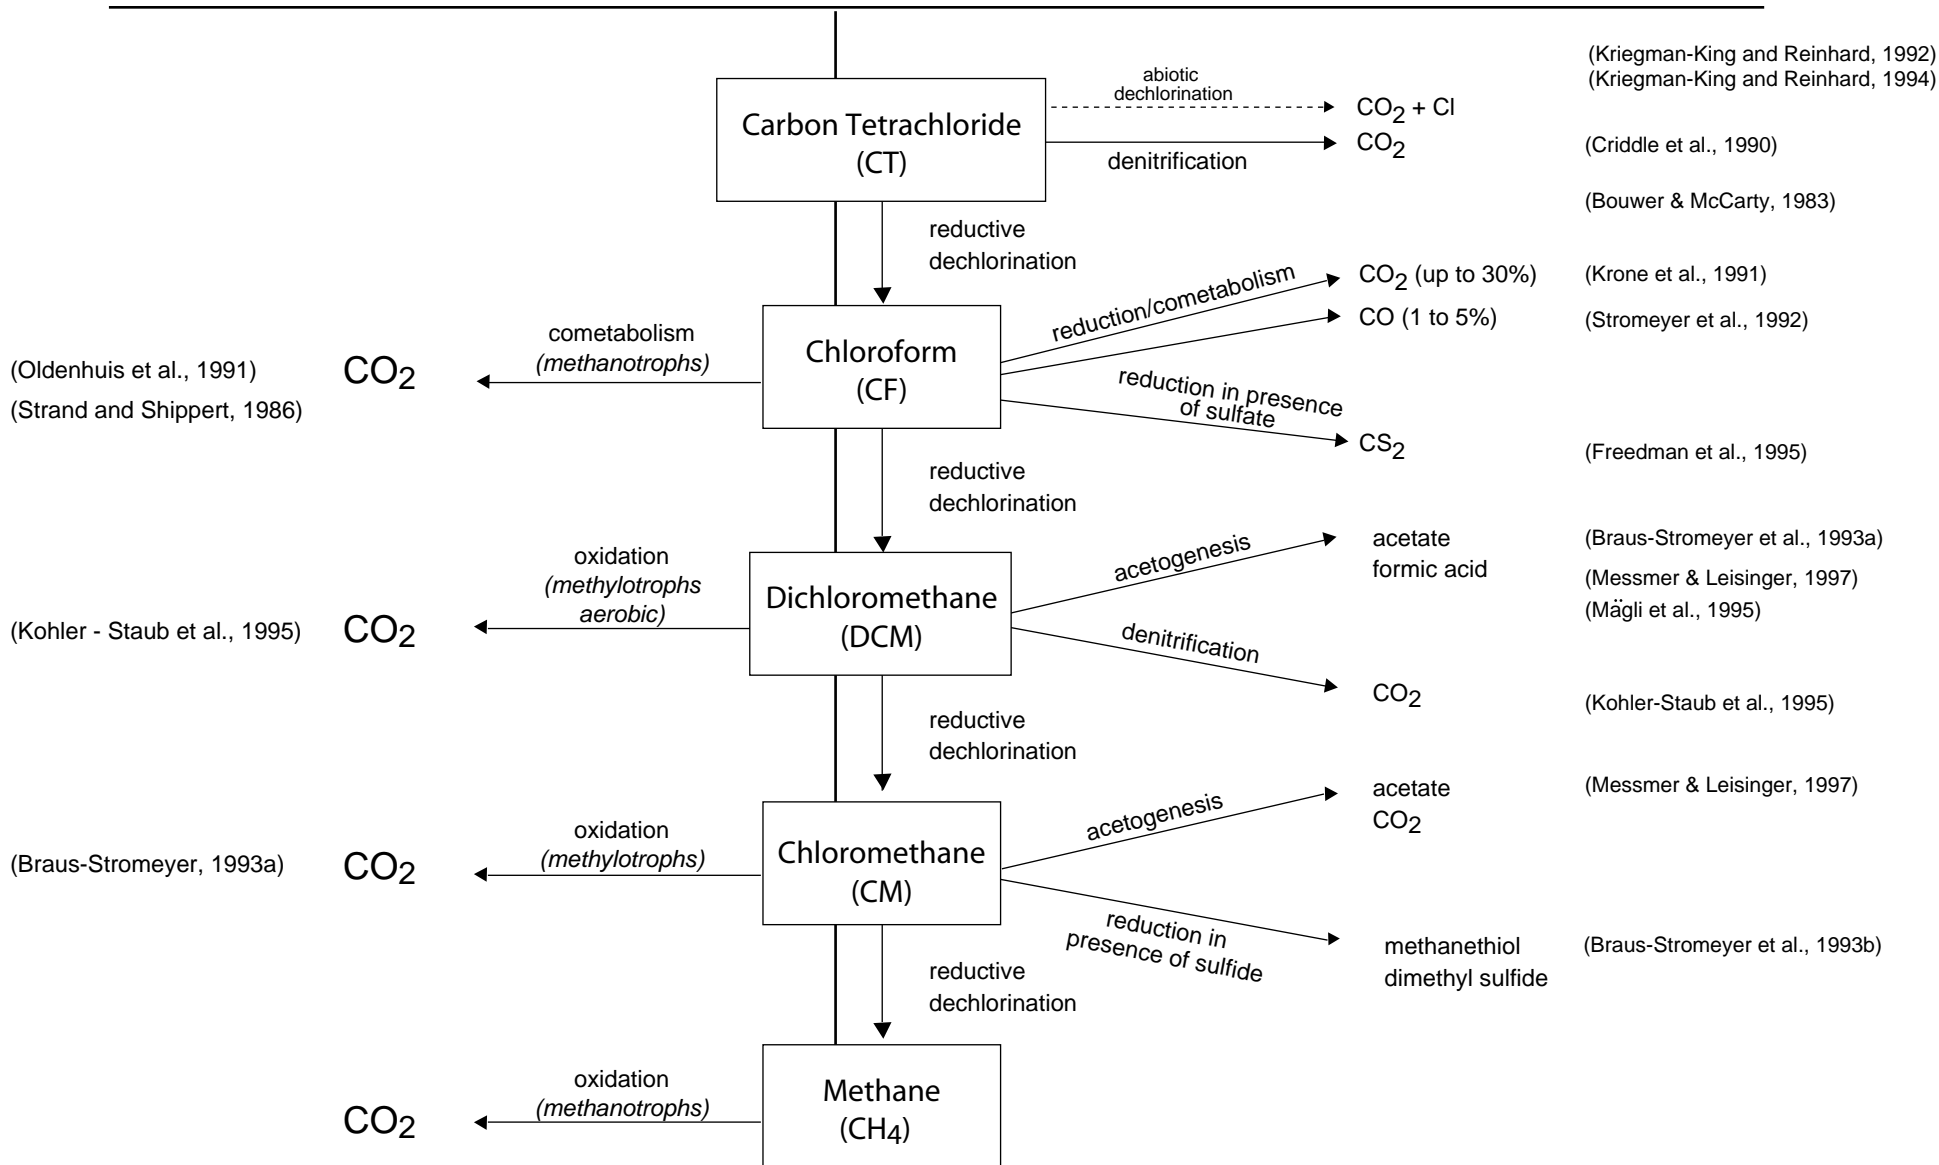 (Kriegman-King and Reinhard, 1992)
(Kriegman-King and Reinhard, 1994)
abiotic
dechlorination
CO2 + Cl
Carbon Tetrachloride
(CT)
denitrification
CO2
(Criddle et al., 1990)
(Bouwer & McCarty, 1983)
reductive
dechlorination
reduction/cometabolism
CO2 (up to 30%)
(Krone et al., 1991)
CO (1 to 5%)
(Stromeyer et al., 1992)
cometabolism
(methanotrophs)
Chloroform
(CF)
(Oldenhuis et al., 1991)
(Strand and Shippert, 1986)
CO2
reduction in presence
of sulfate
CS2
(Freedman et al., 1995)
reductive
dechlorination
oxidation
(methylotrophs
aerobic)
Dichloromethane
(DCM)
(Kohler - Staub et al., 1995)
CO2
acetogenesis
acetate
formic acid
(Braus-Stromeyer et al., 1993a)
(Messmer & Leisinger, 1997)
(Mägli et al., 1995)
denitrification
CO2
(Kohler-Staub et al., 1995)
reductive
dechlorination
oxidation
(methylotrophs)
Chloromethane
(CM)
(Braus-Stromeyer, 1993a)
CO2
acetogenesis
acetate
CO2
(Messmer & Leisinger, 1997)
reduction in
presence of sulfide
methanethiol
dimethyl sulfide
(Braus-Stromeyer et al., 1993b)
reductive
dechlorination
oxidation
(methanotrophs)
Methane
(CH4)
CO2